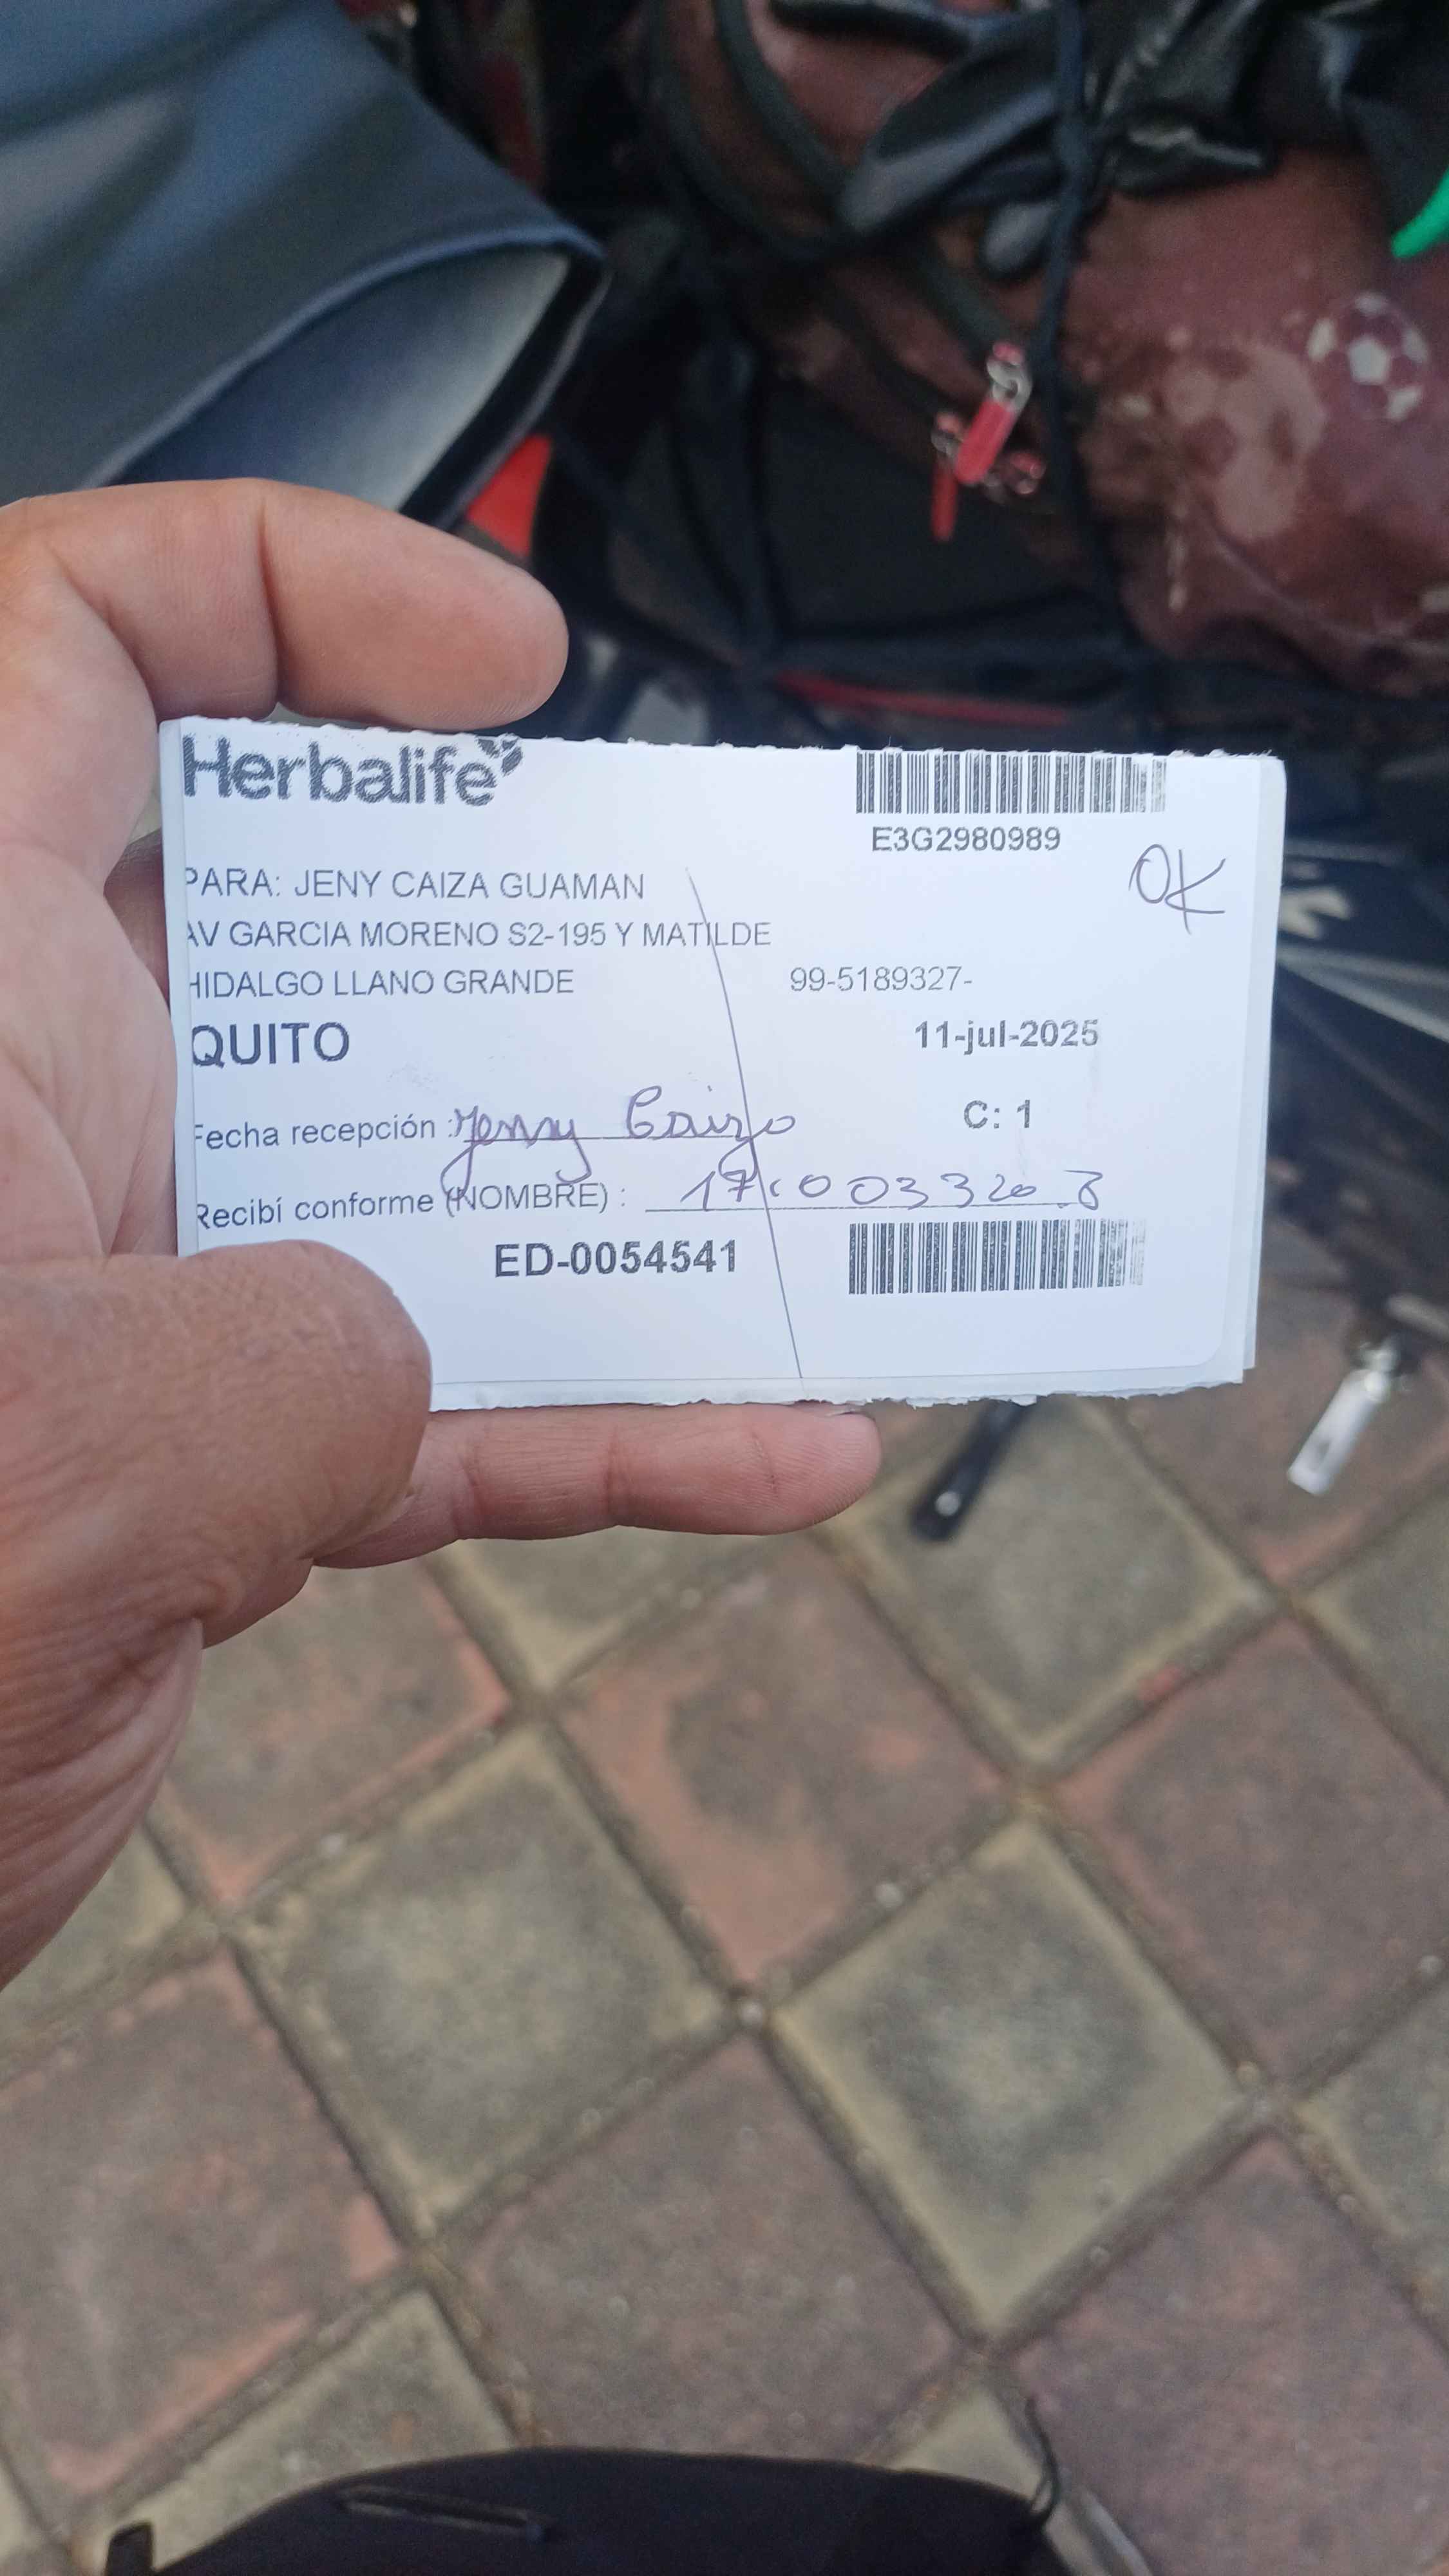 Herbalife
E3G2980989
OK
PARA: JENY CAIZA GUAMAN
AV GARCIA MORENO S2-195 Y MATILDE
HIDALGO LLANO GRANDE 99-5189327-
QUITO 11-jul-2025
Fecha recepción : Jenny Caiza C: 1
Recibí conforme (NOMBRE) :
ED-0054541